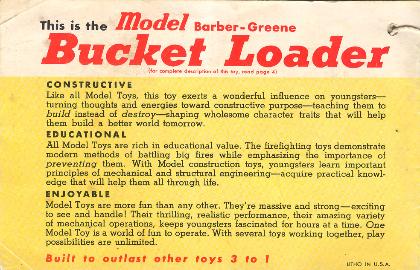 This is the Model Barber-Greene
Bucket Loader
(for complete description of this toy, read page 4)
CONSTRUCTIVE
Like all Model Toys, this toy exerts a wonderful influence on youngsters—
turning thoughts and energies toward constructive purpose—teaching them to
build instead of destroy—shaping wholesome character traits that will help
them build a better world tomorrow.
EDUCATIONAL
All Model Toys are rich in educational value. The firefighting toys demonstrate
modern methods of battling big fires while emphasizing the importance of
preventing them. With Model construction toys, youngsters learn important
principles of mechanical and structural engineering—acquire practical knowl-
edge that will help them all through life.
ENJOYABLE
Model Toys are more fun than any other. They're massive and strong—exciting
to see and handle! Their thrilling, realistic performance, their amazing variety
of mechanical operations, keeps youngsters fascinated for hours at a time. One
Model Toy is a world of fun to operate. With several toys working together, play
possibilities are unlimited.
Built to outlast other toys 3 to 1
LITHO IN U.S.A.